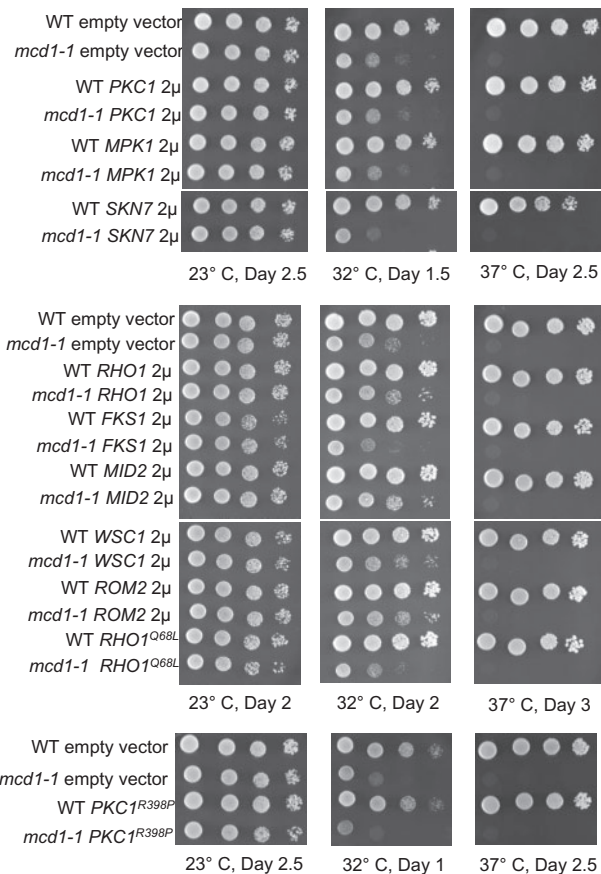 WT empty vector
mcd1-1 empty vector
WT PKC1 2µ
mcd1-1 PKC1 2µ
WT MPK1 2µ
mcd1-1 MPK1 2µ
WT SKN7 2µ
mcd1-1 SKN7 2µ
23° C, Day 2.5 32° C, Day 1.5 37° C, Day 2.5
WT empty vector
mcd1-1 empty vector
WT RHO1 2µ
mcd1-1 RHO1 2µ
WT FKS1 2µ
mcd1-1 FKS1 2µ
WT MID2 2µ
mcd1-1 MID2 2µ
WT WSC1 2µ
mcd1-1 WSC1 2µ
WT ROM2 2µ
mcd1-1 ROM2 2µ
WT RHO1Q68L
mcd1-1 RHO1Q68L
23° C, Day 2 32° C, Day 2 37° C, Day 3
WT empty vector
mcd1-1 empty vector
WT PKC1R398P
mcd1-1 PKC1R398P
23° C, Day 2.5 32° C, Day 1 37° C, Day 2.5